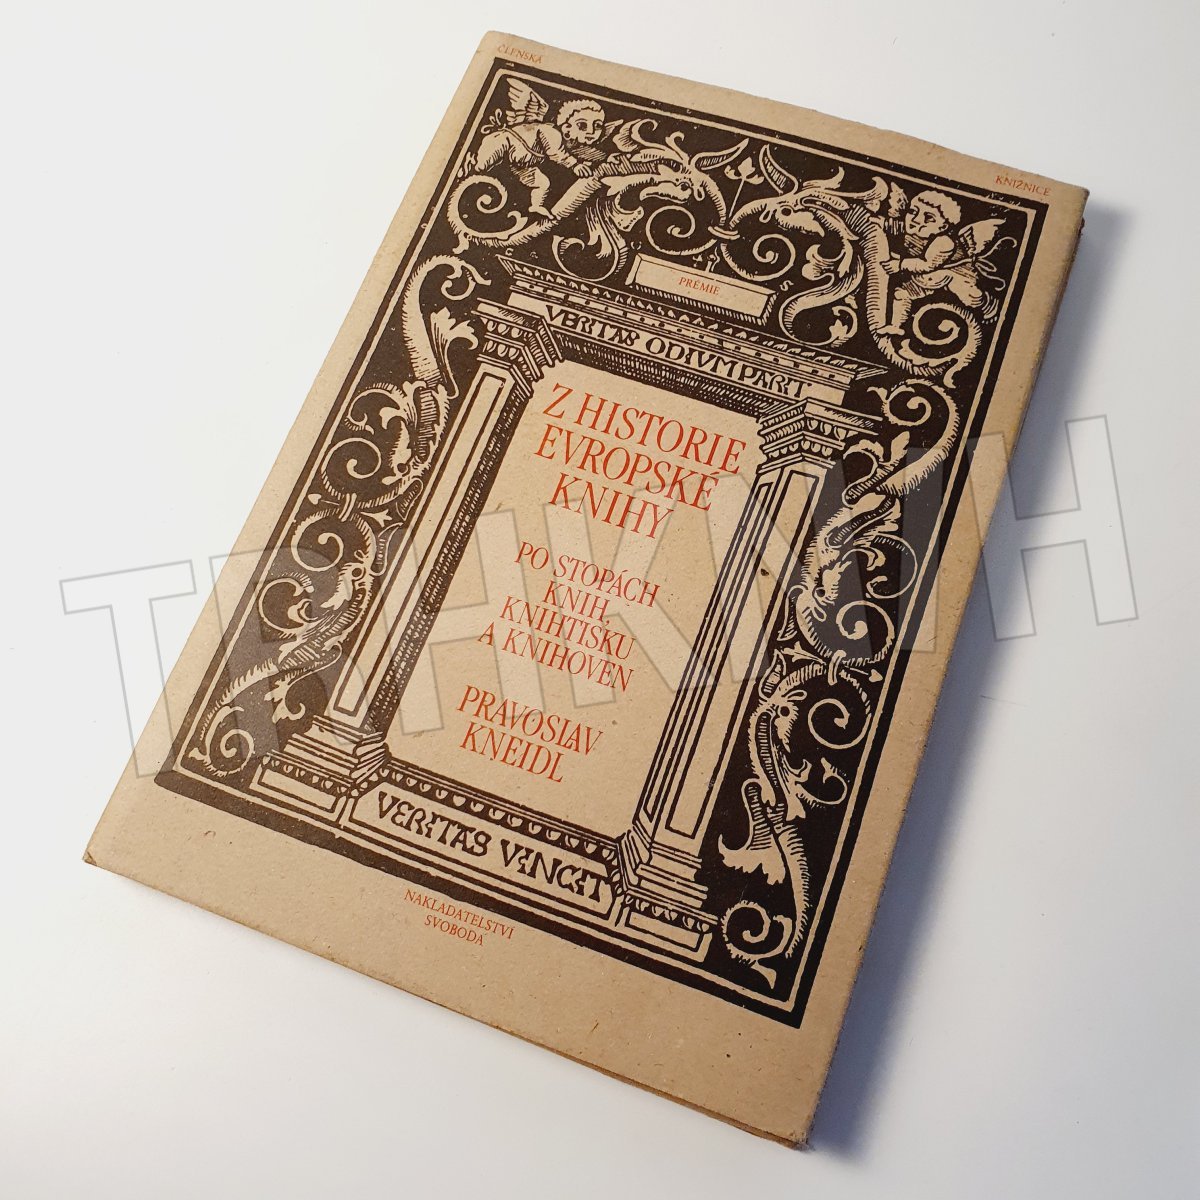 ČLENSKÁ
KNIŽNICE
PRÉMIE
VERITAS ODIVM PARIT
Z HISTORIE
EVROPSKÉ
KNIHY
PO STOPÁCH
KNIH,
KNIHTISKU
A KNIHOVEN
PRAVOSLAV
KNEIDL
VERITAS VINCIT
NAKLADATELSTVÍ
SVOBODA
TRHKNIH